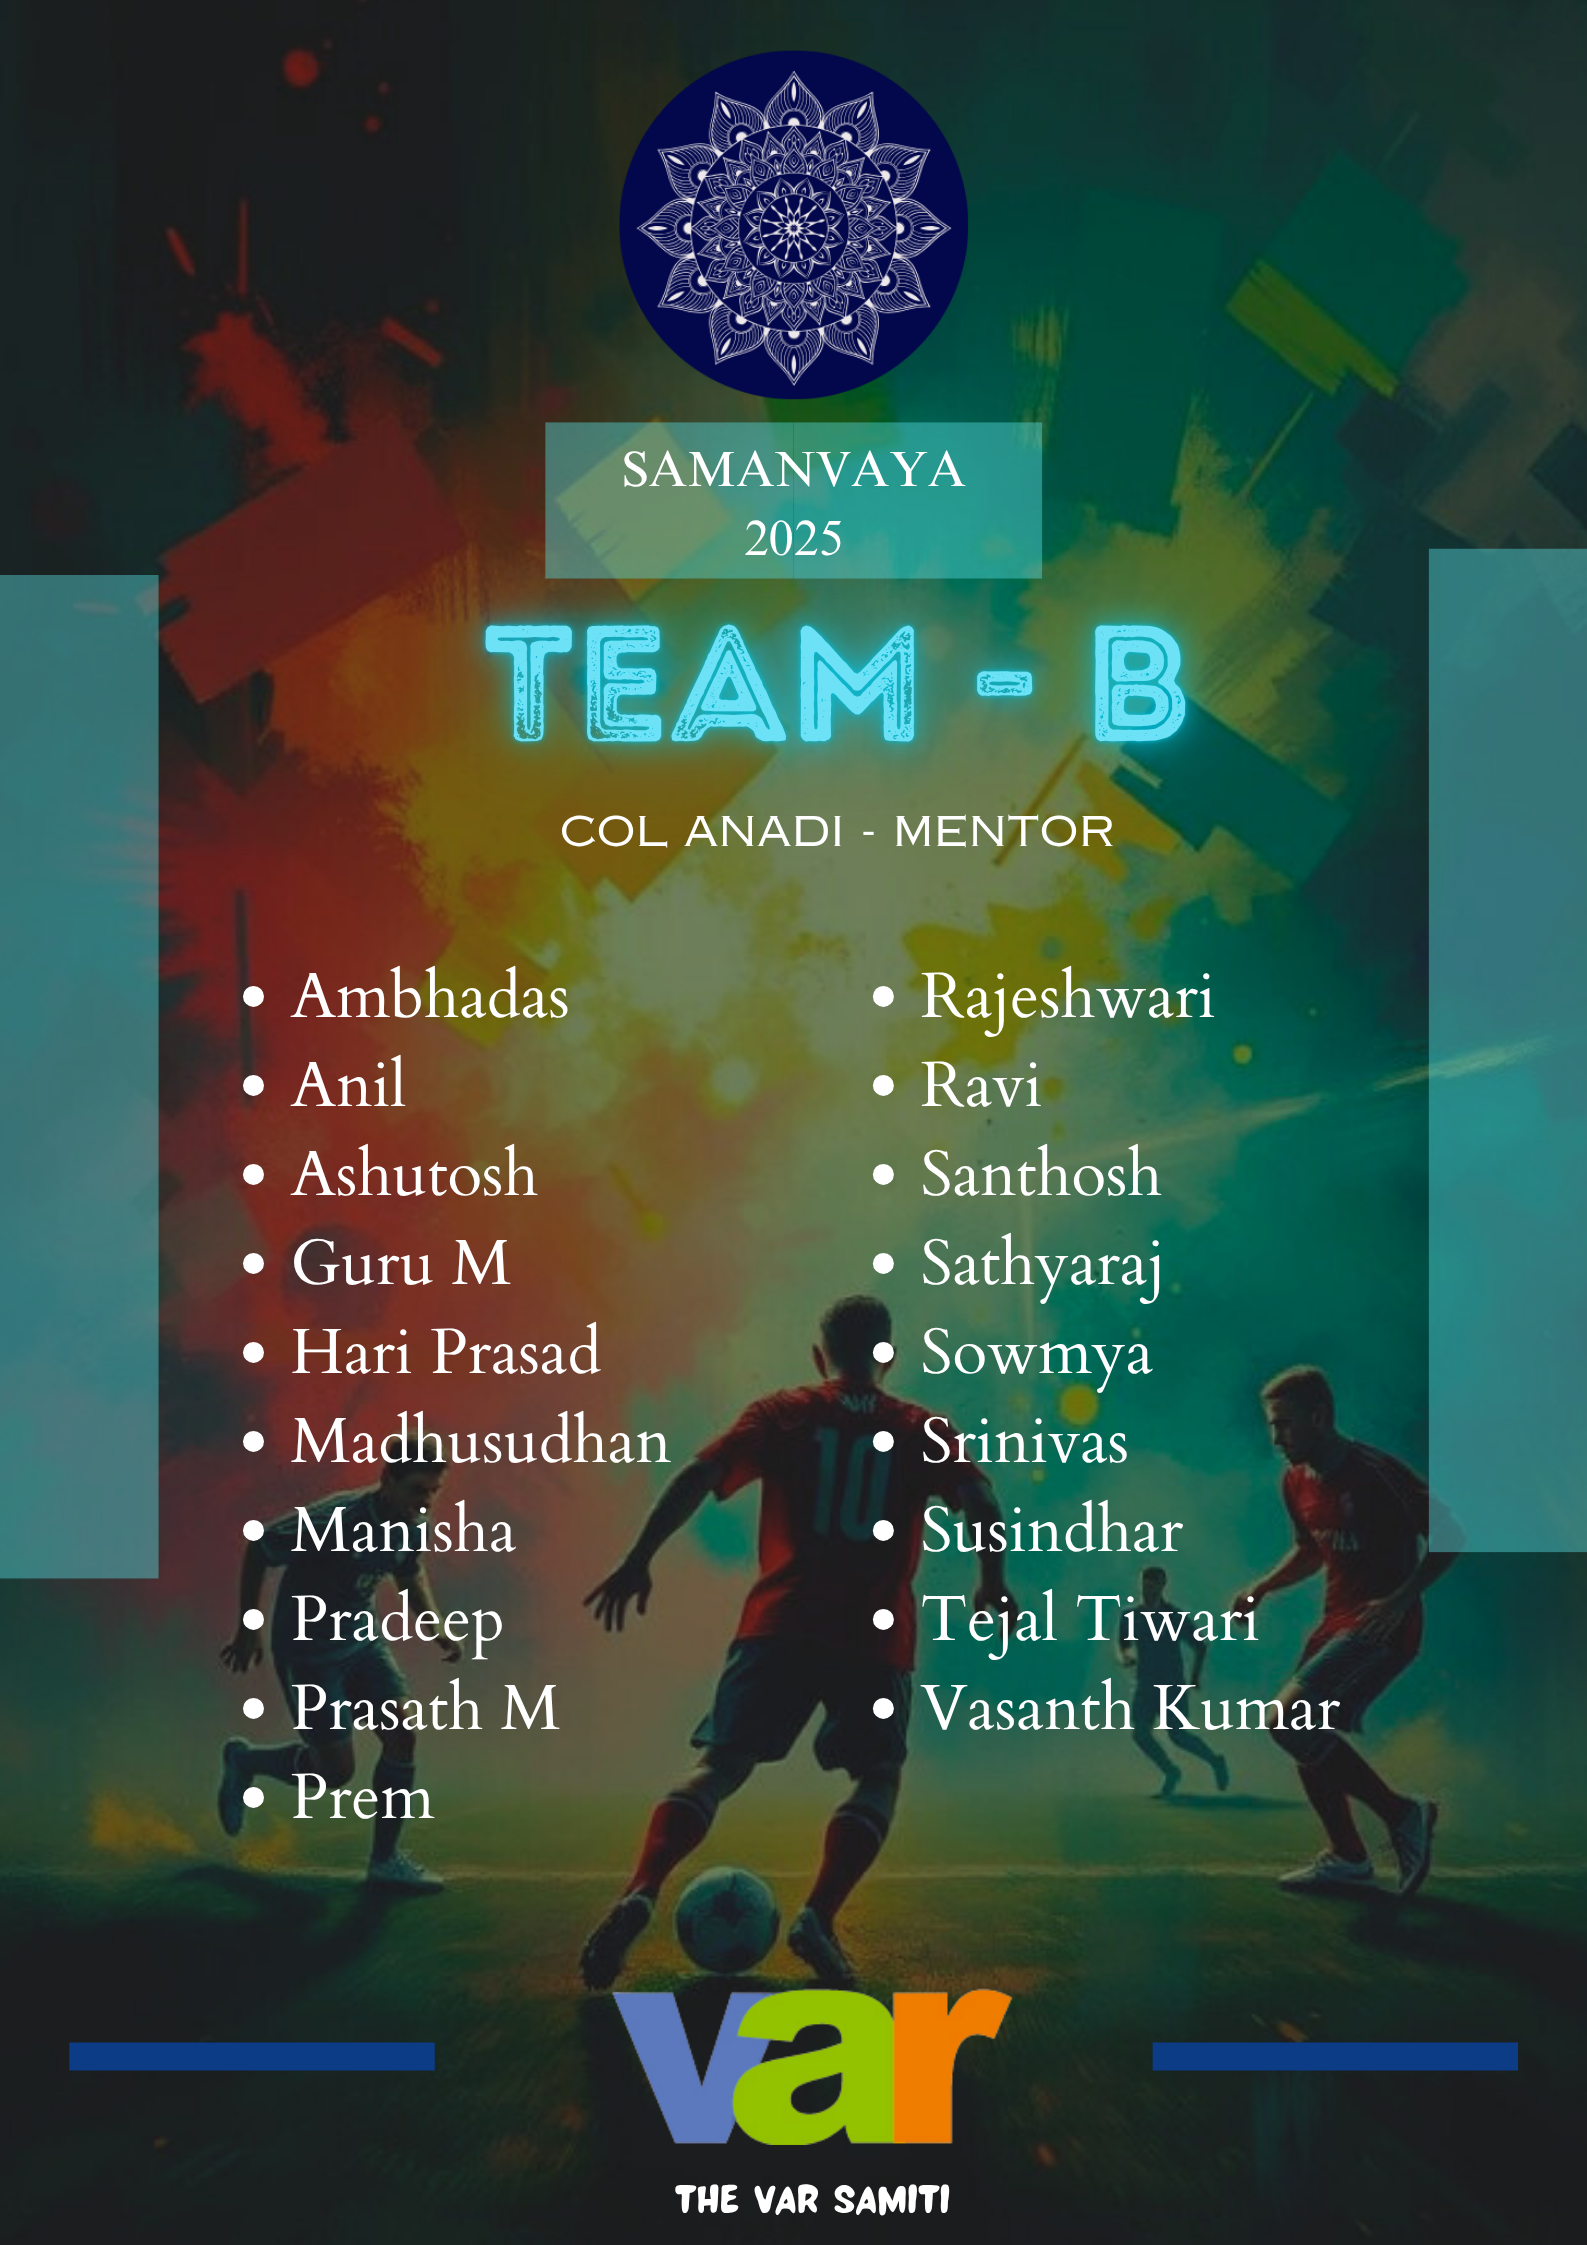 SAMANVAYA
2025
TEAM - B
COL ANADI - MENTOR
• Ambhadas
• Anil
• Ashutosh
• Guru M
• Hari Prasad
• Madhusudhan
• Manisha
• Pradeep
• Prasath M
• Prem
• Rajeshwari
• Ravi
• Santhosh
• Sathyaraj
• Sowmya
• Srinivas
• Susindhar
• Tejal Tiwari
• Vasanth Kumar
10
var
THE VAR SAMITI